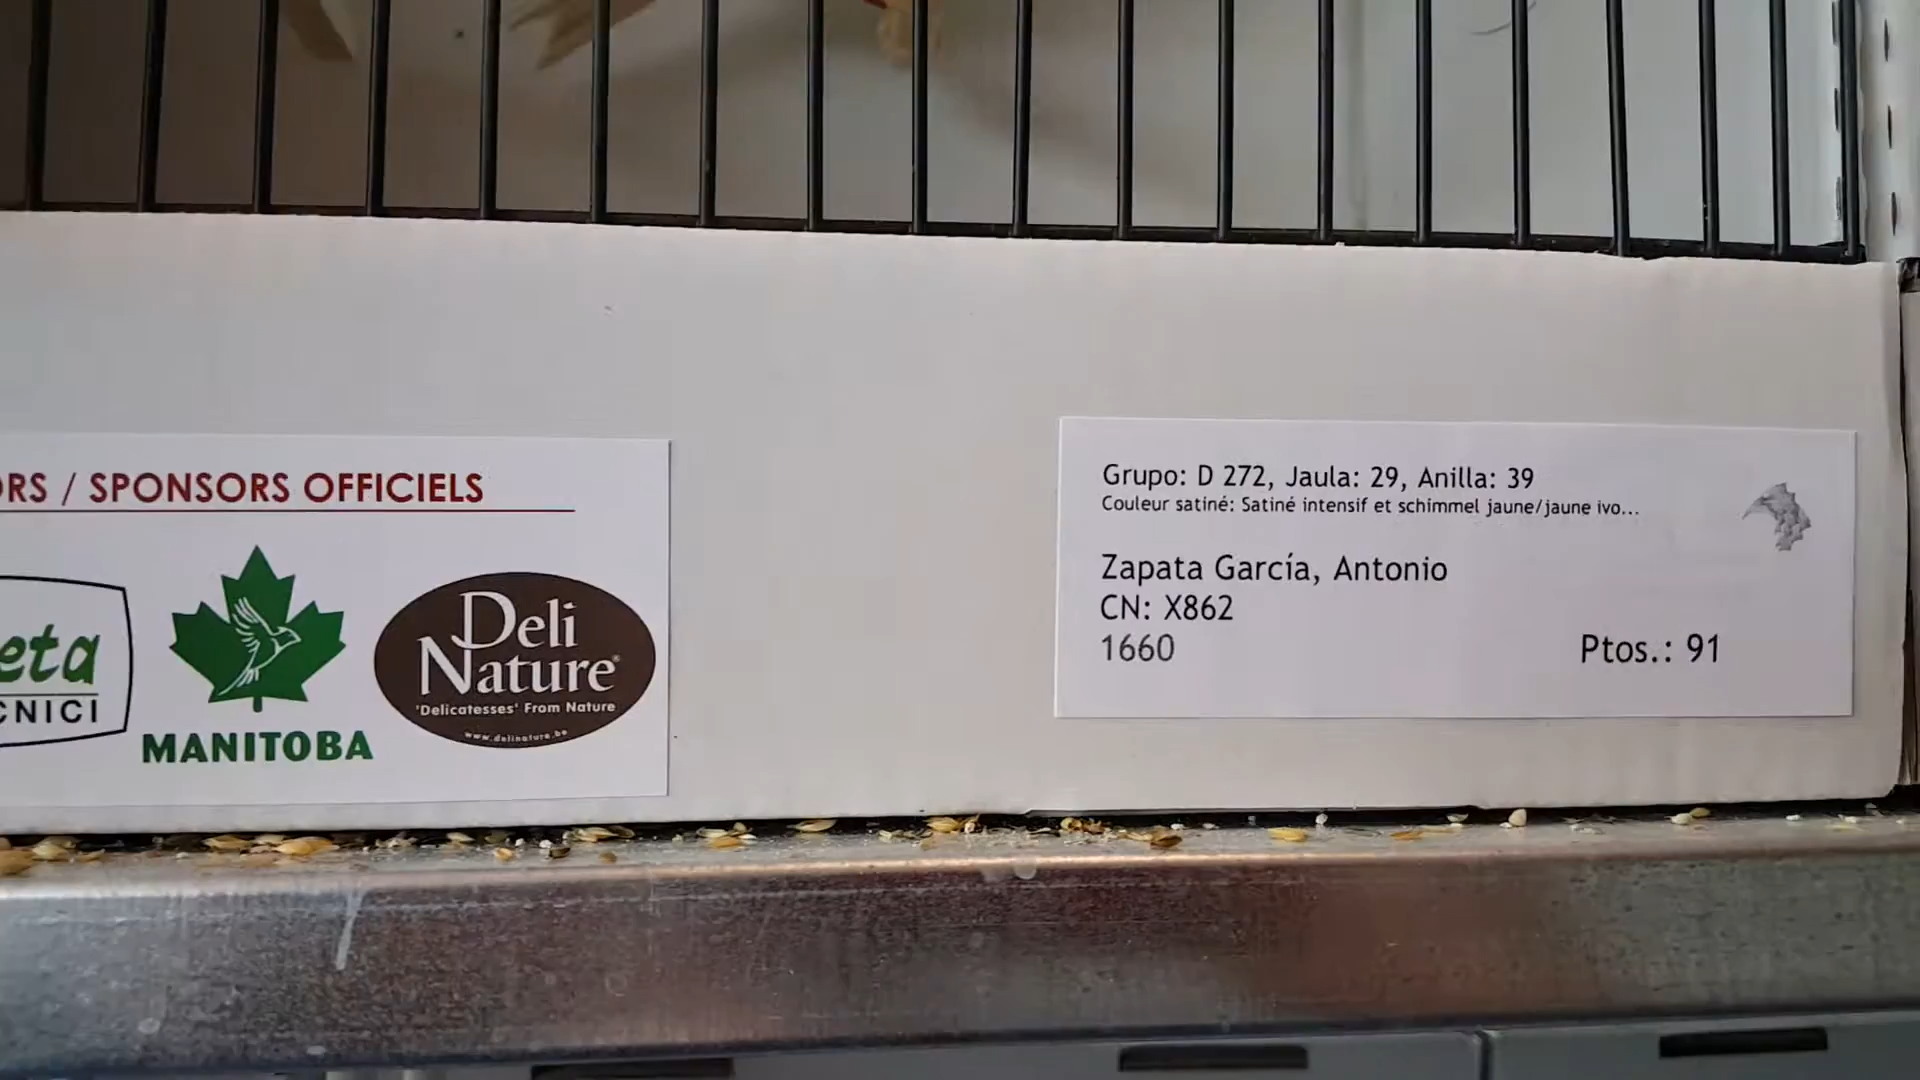 ORS / SPONSORS OFFICIELS
eta
CNICI
MANITOBA
Deli
Nature®
'Delicatesses' From Nature
www.delinature.be
Grupo: D 272, Jaula: 29, Anilla: 39
Couleur satiné: Satiné intensif et schimmel jaune/jaune ivo...
Zapata García, Antonio
CN: X862
1660
Ptos.: 91